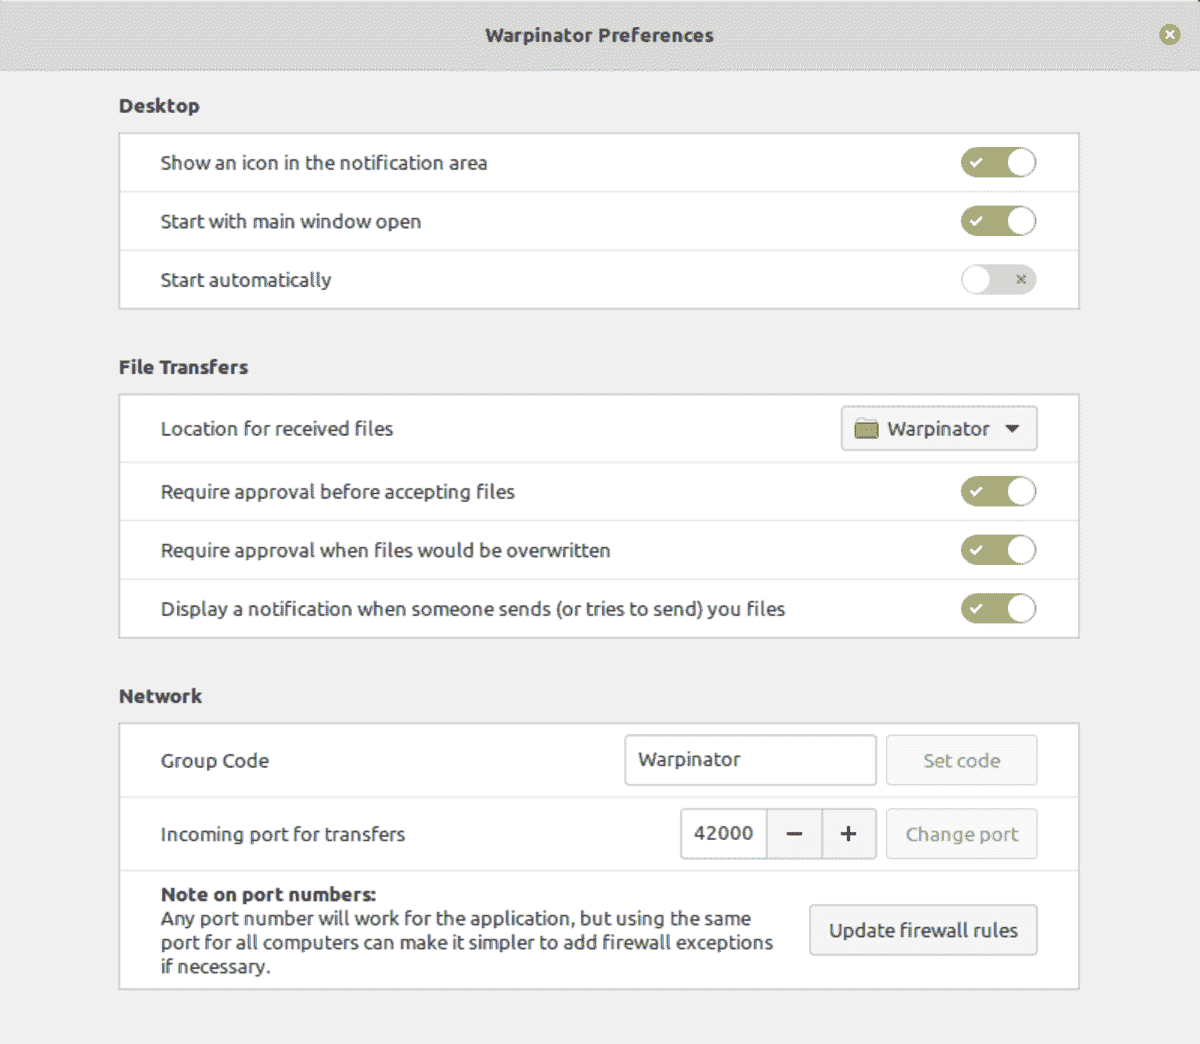 Warpinator Preferences
Desktop
Show an icon in the notification area
Start with main window open
Start automatically
File Transfers
Location for received files
Warpinator
Require approval before accepting files
Require approval when files would be overwritten
Display a notification when someone sends (or tries to send) you files
Network
Group Code
Warpinator
Set code
Incoming port for transfers
42000
Change port
Note on port numbers:
Any port number will work for the application, but using the same
port for all computers can make it simpler to add firewall exceptions
if necessary.
Update firewall rules